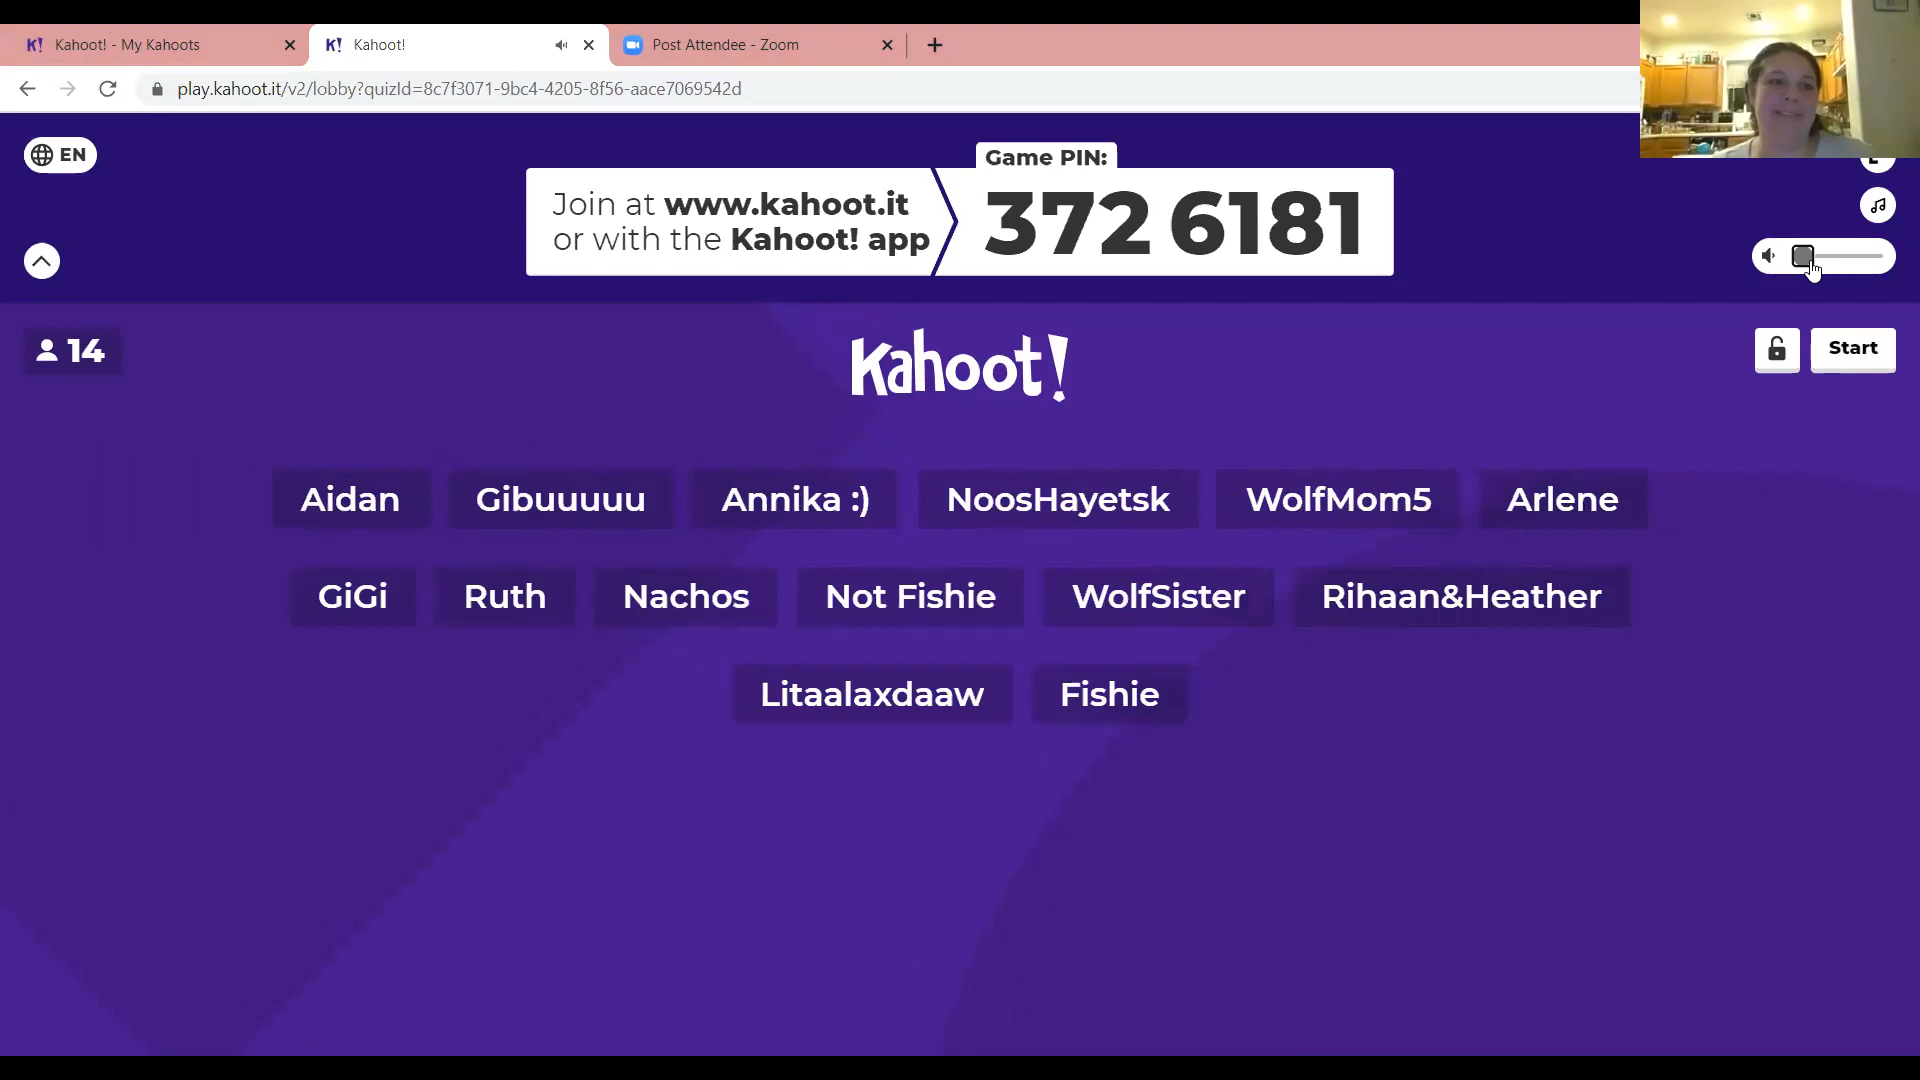 Kahoot! - My Kahoots
Kahoot!
Post Attendee - Zoom
play.kahoot.it/v2/lobby?quizId=8c7f3071-9bc4-4205-8f56-aace7069542d
EN
Game PIN:
Join at www.kahoot.it
or with the Kahoot! app
372 6181
14
Kahoot!
Start
Aidan Gibuuuuu Annika :) NoosHayetsk WolfMom5 Arlene
GiGi Ruth Nachos Not Fishie WolfSister Rihaan&Heather
Litaalaxdaaw Fishie